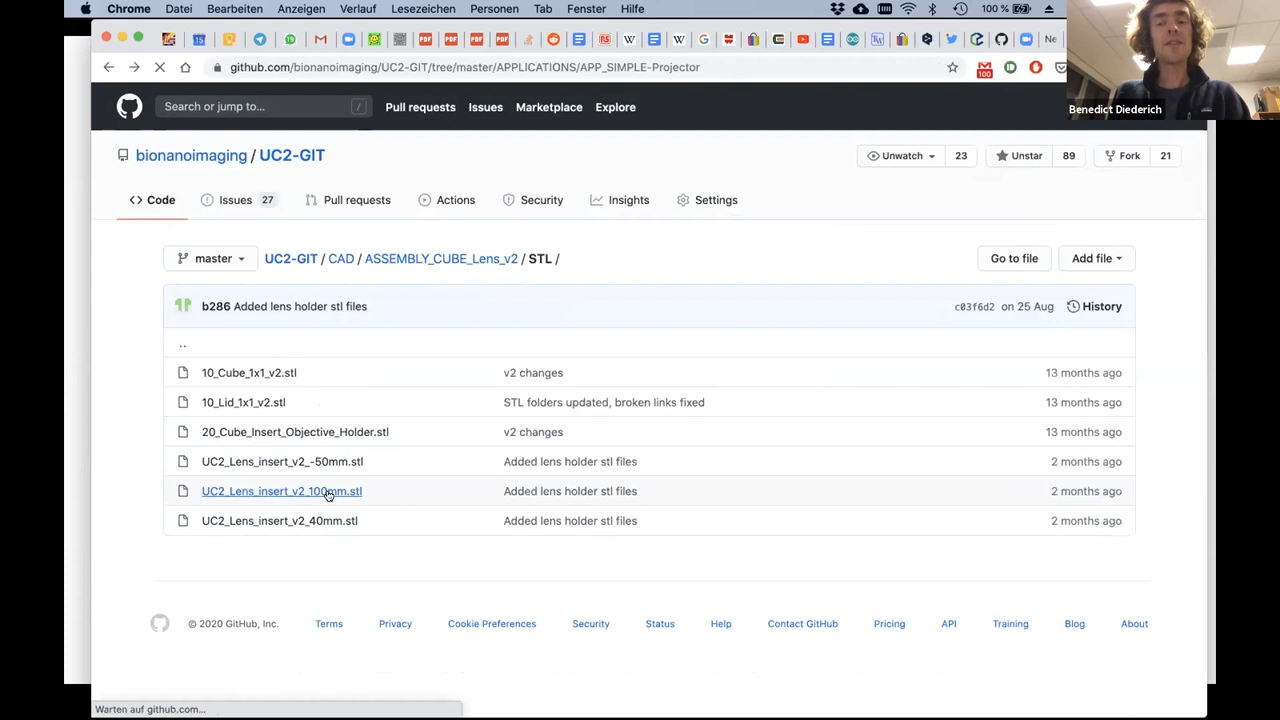 Chrome Datei Bearbeiten Anzeigen Verlauf Lesezeichen Personen Tab Fenster Hilfe 100 %
github.com/bionanoimaging/UC2-GIT/tree/master/APPLICATIONS/APP_SIMPLE-Projector
Benedict Diederich
Search or jump to... / Pull requests Issues Marketplace Explore
bionanoimaging / UC2-GIT Unwatch 23 Unstar 89 Fork 21
Code Issues 27 Pull requests Actions Security Insights Settings
master UC2-GIT / CAD / ASSEMBLY_CUBE_Lens_v2 / STL / Go to file Add file
b286 Added lens holder stl files c03f6d2 on 25 Aug History
..
10_Cube_1x1_v2.stl v2 changes 13 months ago
10_Lid_1x1_v2.stl STL folders updated, broken links fixed 13 months ago
20_Cube_Insert_Objective_Holder.stl v2 changes 13 months ago
UC2_Lens_insert_v2_-50mm.stl Added lens holder stl files 2 months ago
UC2_Lens_insert_v2_100mm.stl Added lens holder stl files 2 months ago
UC2_Lens_insert_v2_40mm.stl Added lens holder stl files 2 months ago
© 2020 GitHub, Inc. Terms Privacy Cookie Preferences Security Status Help Contact GitHub Pricing API Training Blog About
Warten auf github.com...